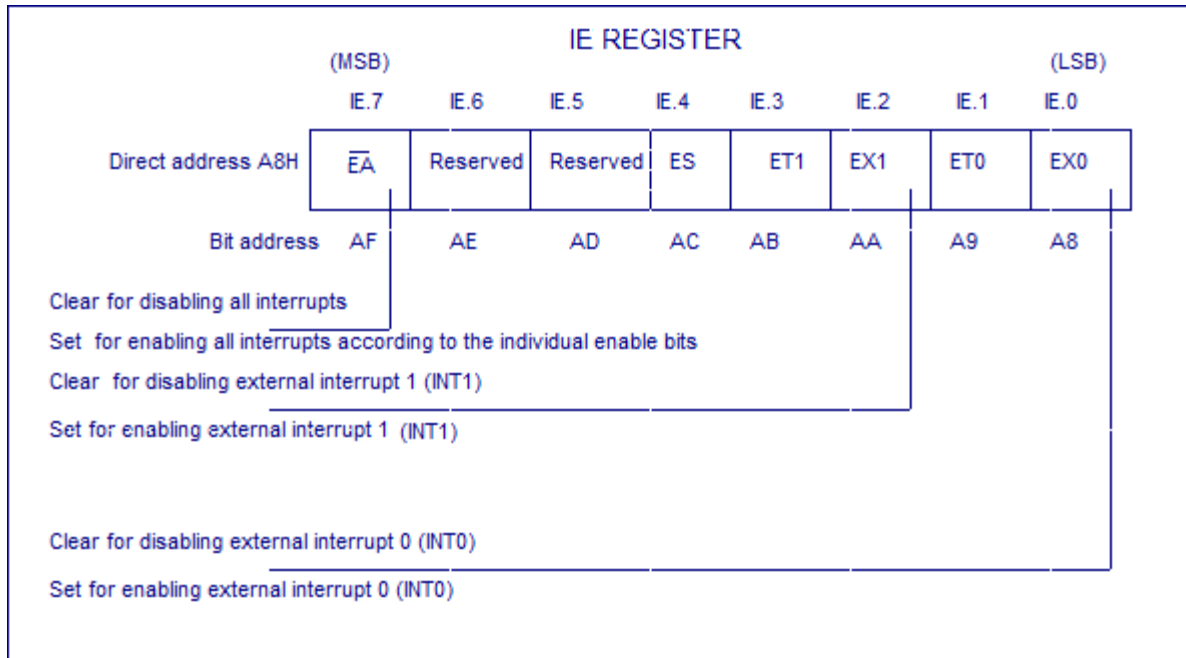 IE REGISTER
(MSB) (LSB)
IE.7 IE.6 IE.5 IE.4 IE.3 IE.2 IE.1 IE.0
Direct address A8H E̅A̅ Reserved Reserved ES ET1 EX1 ET0 EX0
Bit address AF AE AD AC AB AA A9 A8
Clear for disabling all interrupts
Set for enabling all interrupts according to the individual enable bits
Clear for disabling external interrupt 1 (INT1)
Set for enabling external interrupt 1 (INT1)
Clear for disabling external interrupt 0 (INT0)
Set for enabling external interrupt 0 (INT0)